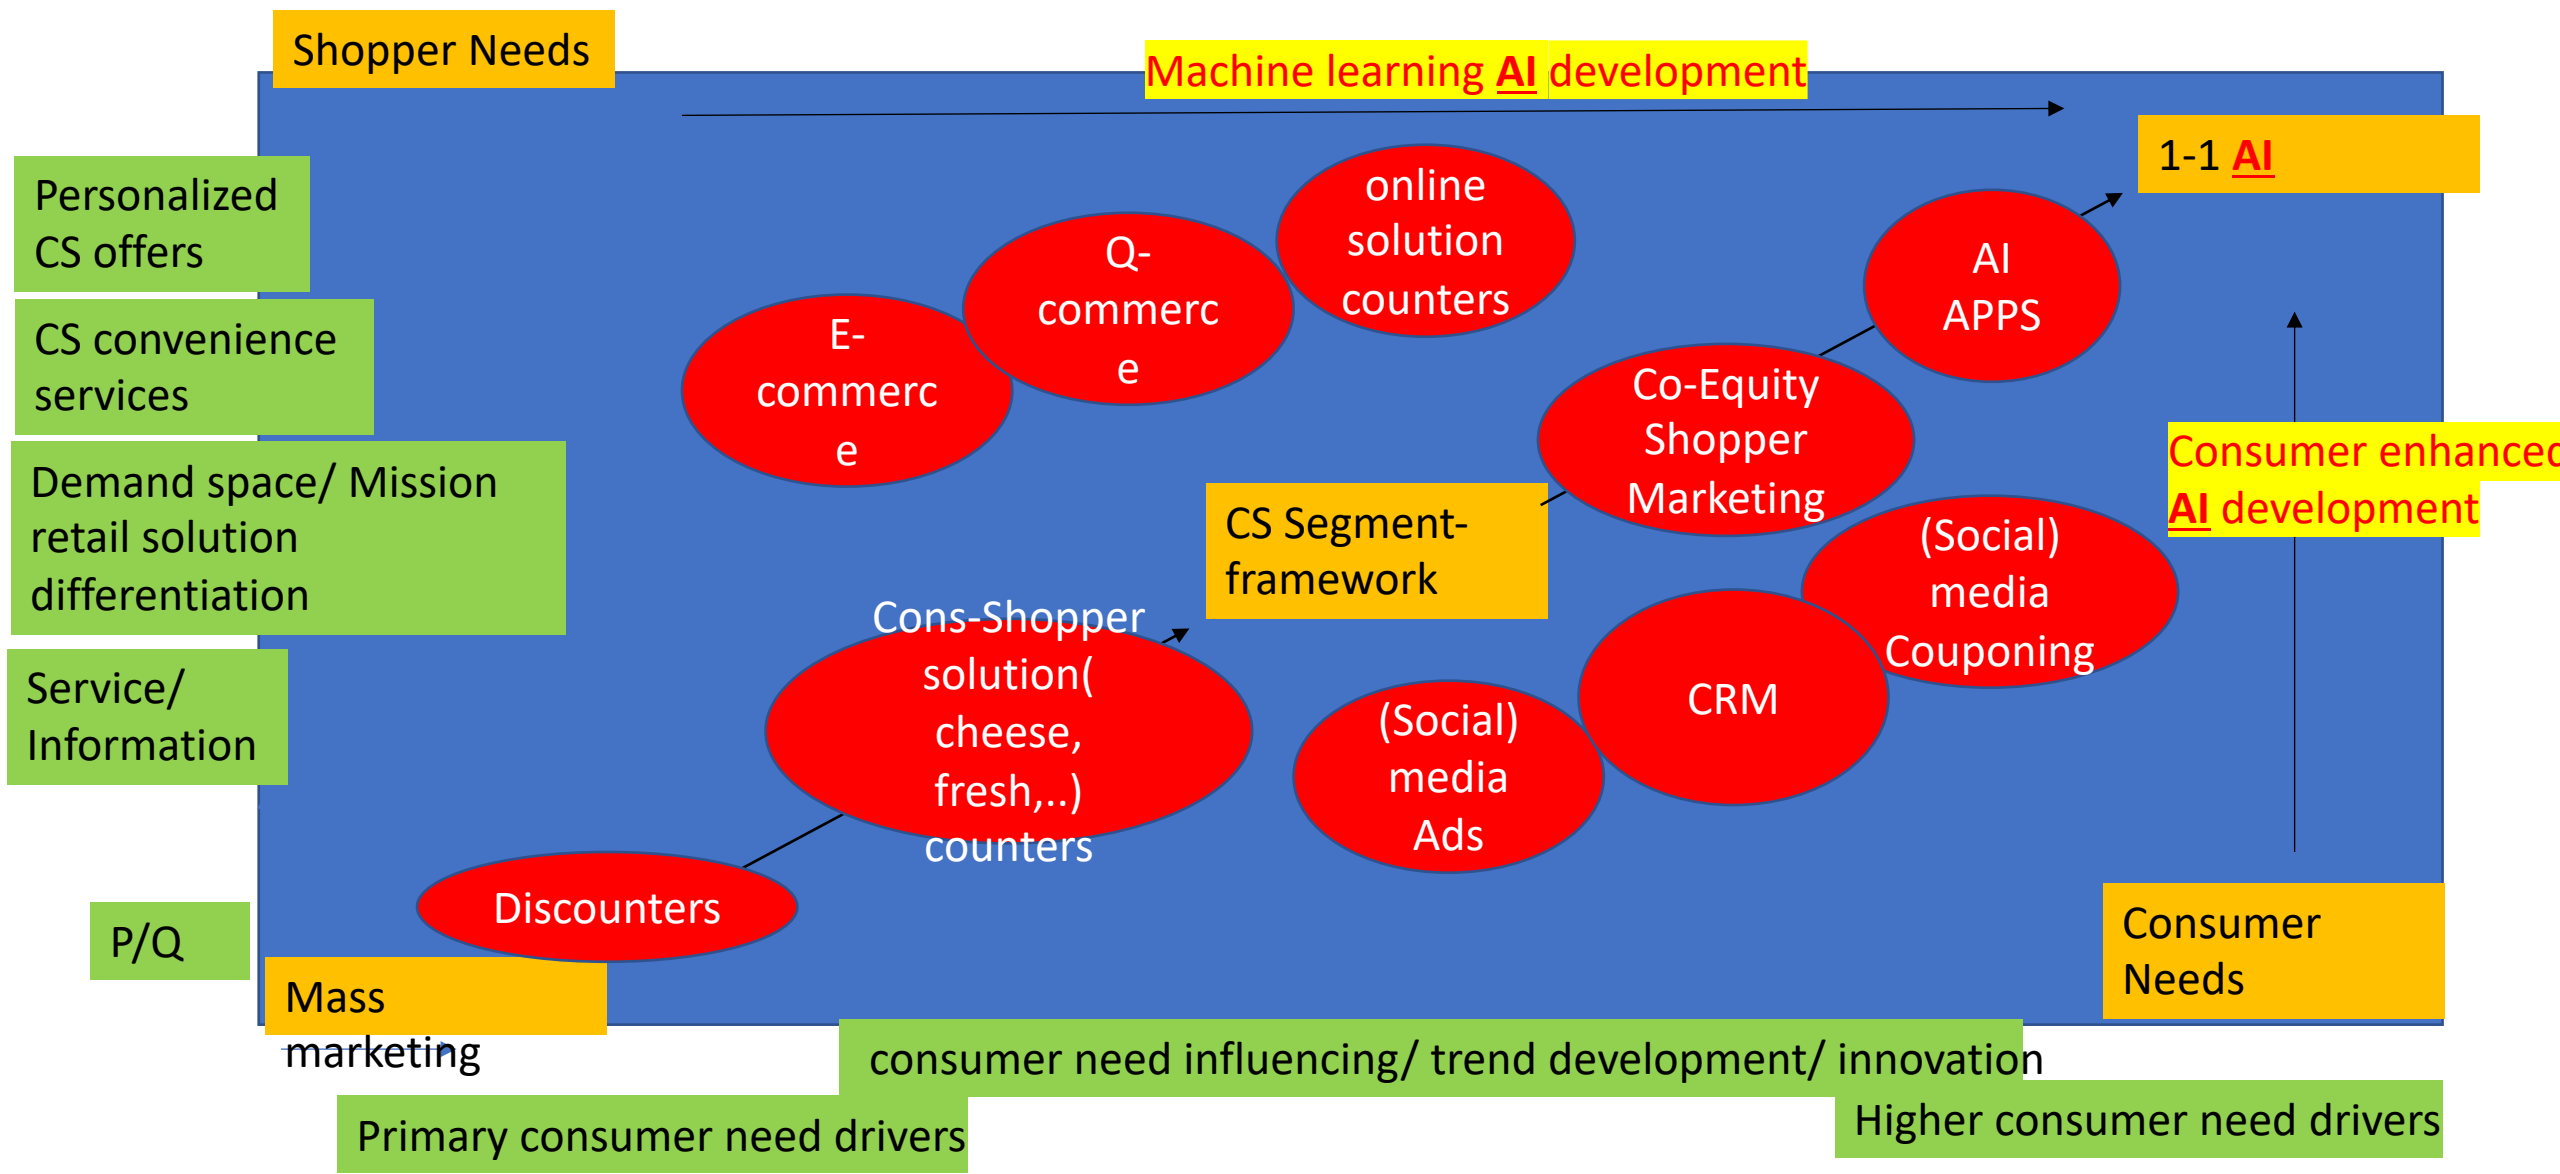 Shopper Needs
Machine learning AI development
1-1 AI
Personalized
CS offers
CS convenience
services
Demand space/ Mission
retail solution
differentiation
Service/
Information
P/Q
online
solution
counters
Q-
commerc
e
E-
commerc
e
AI
APPS
Co-Equity
Shopper
Marketing
Consumer enhanced
AI development
CS Segment-
framework
(Social)
media
Couponing
Cons-Shopper
solution(
cheese,
fresh,..)
counters
CRM
(Social)
media
Ads
Discounters
Consumer
Needs
Mass
marketing
consumer need influencing/ trend development/ innovation
Primary consumer need drivers
Higher consumer need drivers